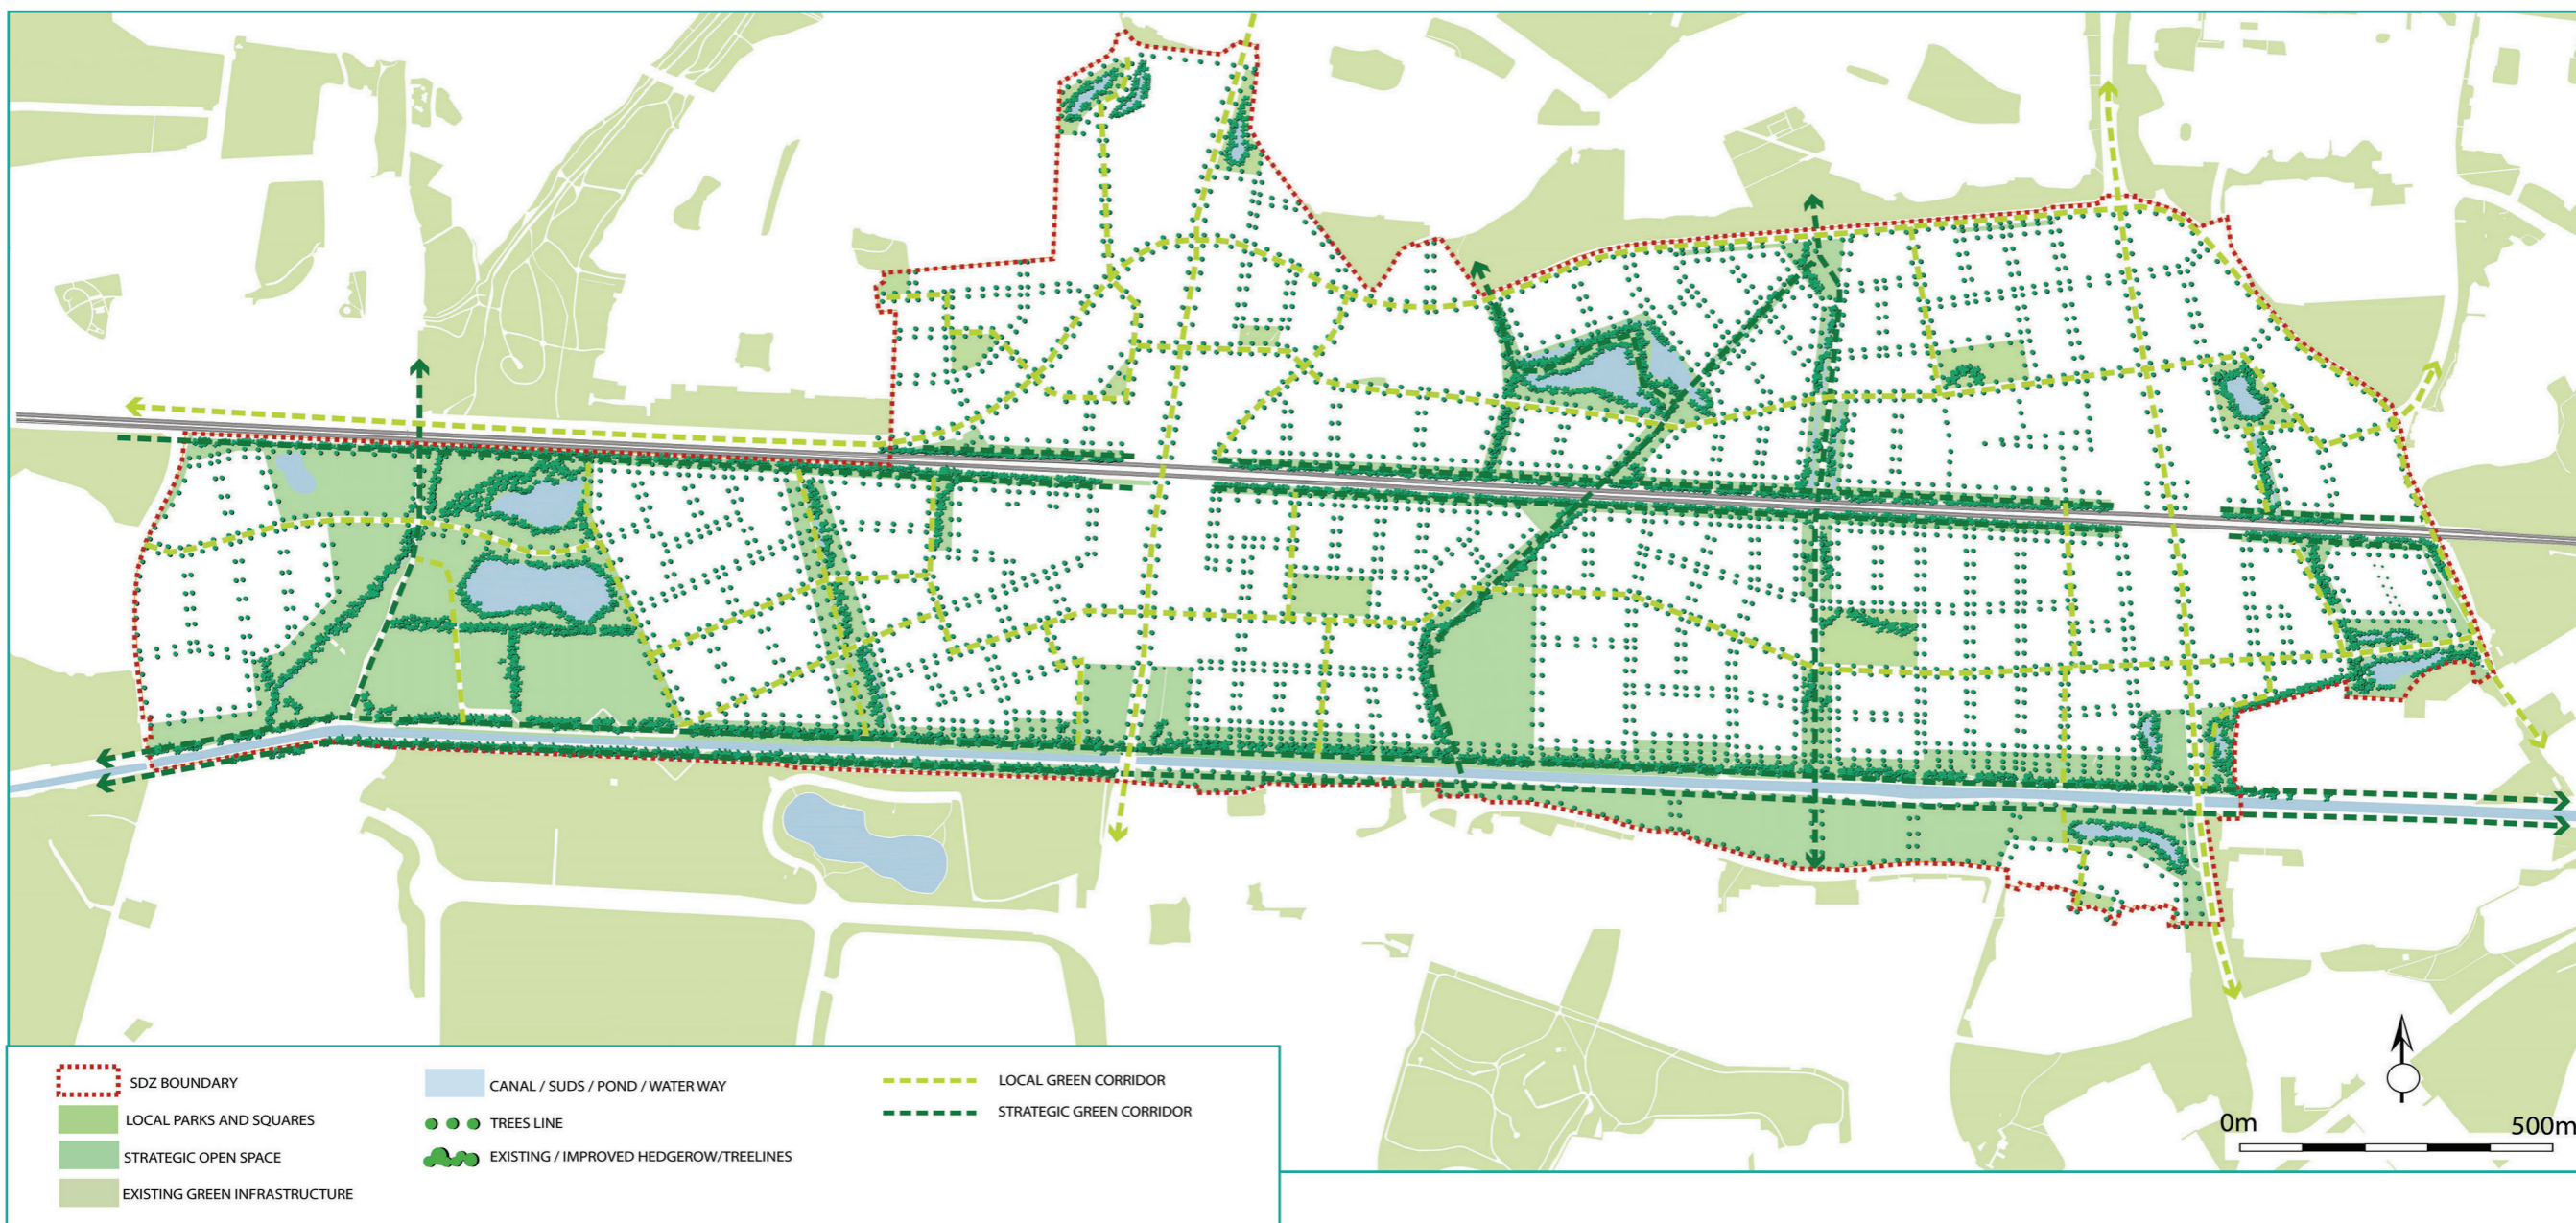 SDZ BOUNDARY
LOCAL PARKS AND SQUARES
STRATEGIC OPEN SPACE
EXISTING GREEN INFRASTRUCTURE
CANAL / SUDS / POND / WATER WAY
TREES LINE
EXISTING / IMPROVED HEDGEROW/TREELINES
LOCAL GREEN CORRIDOR
STRATEGIC GREEN CORRIDOR
0m 500m